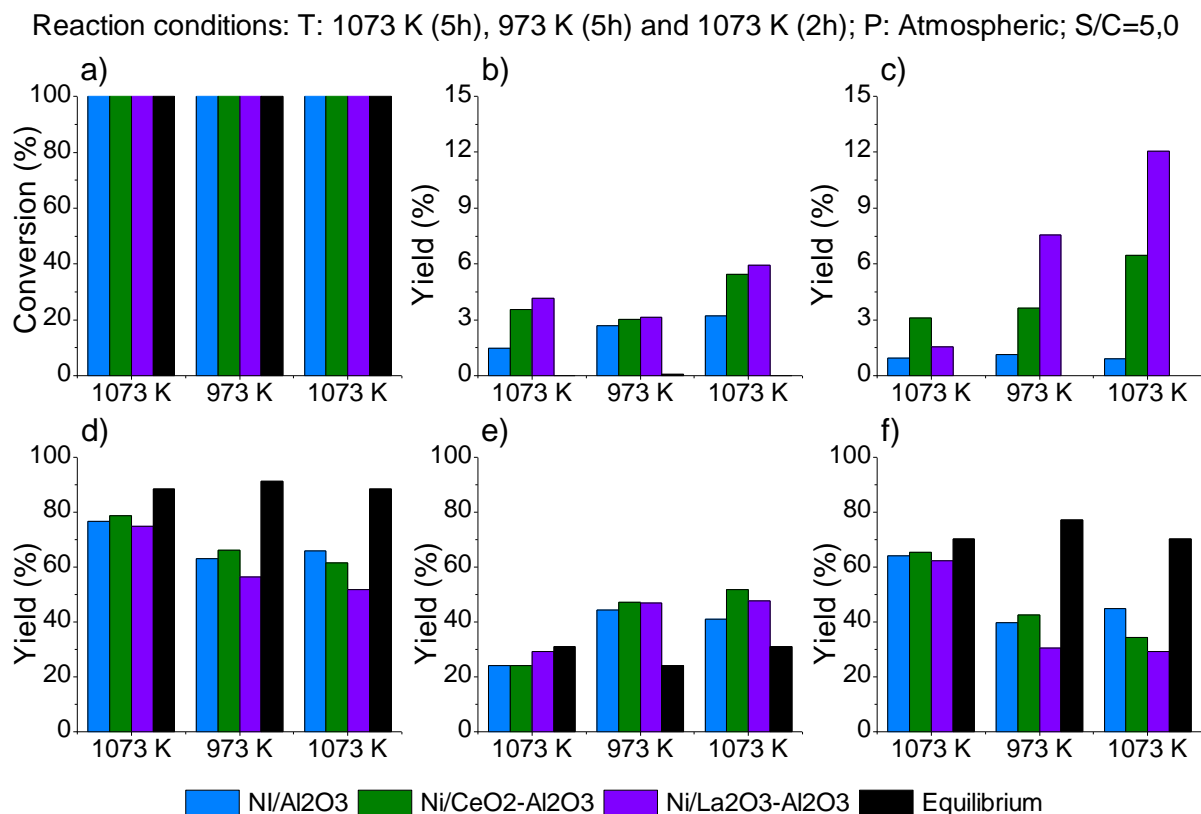 Reaction conditions: T: 1073 K (5h), 973 K (5h) and 1073 K (2h); P: Atmospheric; S/C=5,0
a)
Conversion (%)
100
80
60
40
20
0
1073 K 973 K 1073 K
b)
Yield (%)
15
12
9
6
3
0
1073 K 973 K 1073 K
c)
Yield (%)
15
12
9
6
3
0
1073 K 973 K 1073 K
d)
Yield (%)
100
80
60
40
20
0
1073 K 973 K 1073 K
e)
Yield (%)
100
80
60
40
20
0
1073 K 973 K 1073 K
f)
Yield (%)
100
80
60
40
20
0
1073 K 973 K 1073 K
NI/Al2O3 Ni/CeO2-Al2O3 Ni/La2O3-Al2O3 Equilibrium